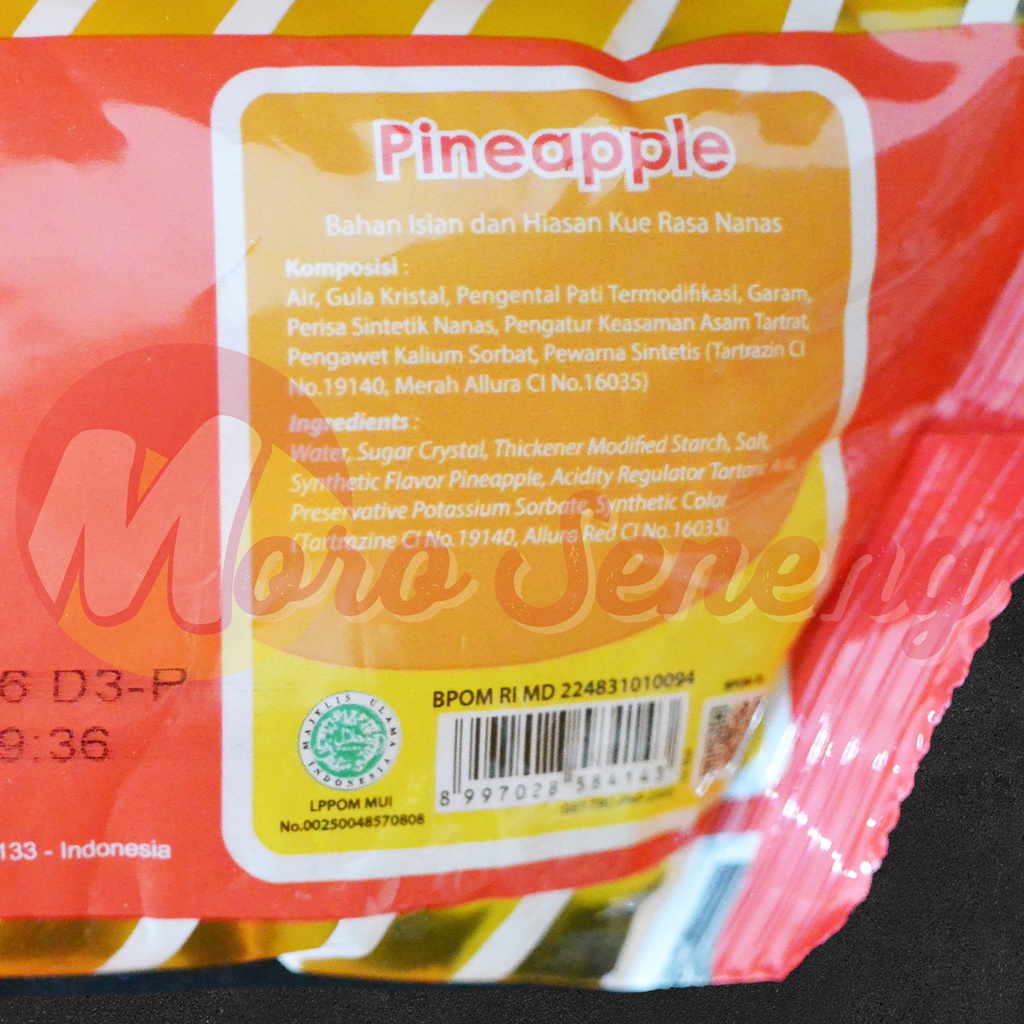 Pineapple
Bahan Isian dan Hiasan Kue Rasa Nanas
Komposisi :
Air, Gula Kristal, Pengental Pati Termodifikasi, Garam,
Perisa Sintetik Nanas, Pengatur Keasaman Asam Tartrat,
Pengawet Kalium Sorbat, Pewarna Sintetis (Tartrazin CI
No.19140, Merah Allura CI No.16035)
Ingredients :
Water, Sugar Crystal, Thickener Modified Starch, Salt,
Synthetic Flavor Pineapple, Acidity Regulator
Preservative Potassium Sorbate, Synthetic Color
(Tartrazine CI No.19140, Allura Red CI No.16035)
Moro Seneng
6 D3-P
9:36
BPOM RI MD 224831010094
MAJELIS ULAMA
INDONESIA
8 997028 584143
LPPOM MUI
No.00250048570808
133 - Indonesia